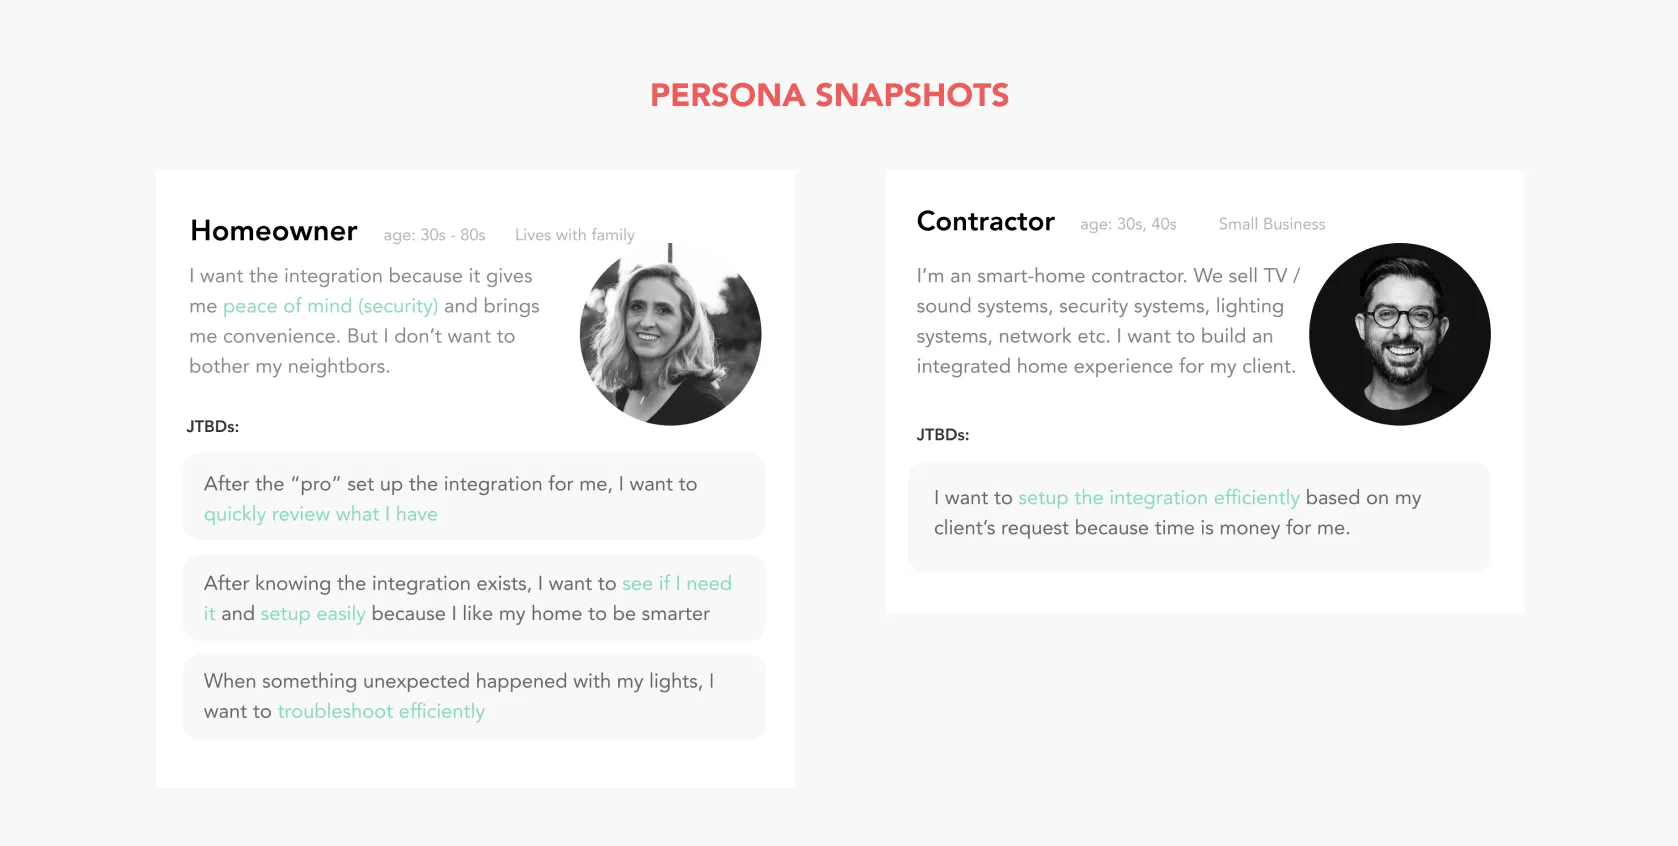 PERSONA SNAPSHOTS
Homeowner age: 30s - 80s Lives with family
I want the integration because it gives
me peace of mind (security) and brings
me convenience. But I don’t want to
bother my neightbors.
JTBDs:
After the “pro” set up the integration for me, I want to
quickly review what I have
After knowing the integration exists, I want to see if I need
it and setup easily because I like my home to be smarter
When something unexpected happened with my lights, I
want to troubleshoot efficiently
Contractor age: 30s, 40s Small Business
I’m an smart-home contractor. We sell TV /
sound systems, security systems, lighting
systems, network etc. I want to build an
integrated home experience for my client.
JTBDs:
I want to setup the integration efficiently based on my
client’s request because time is money for me.